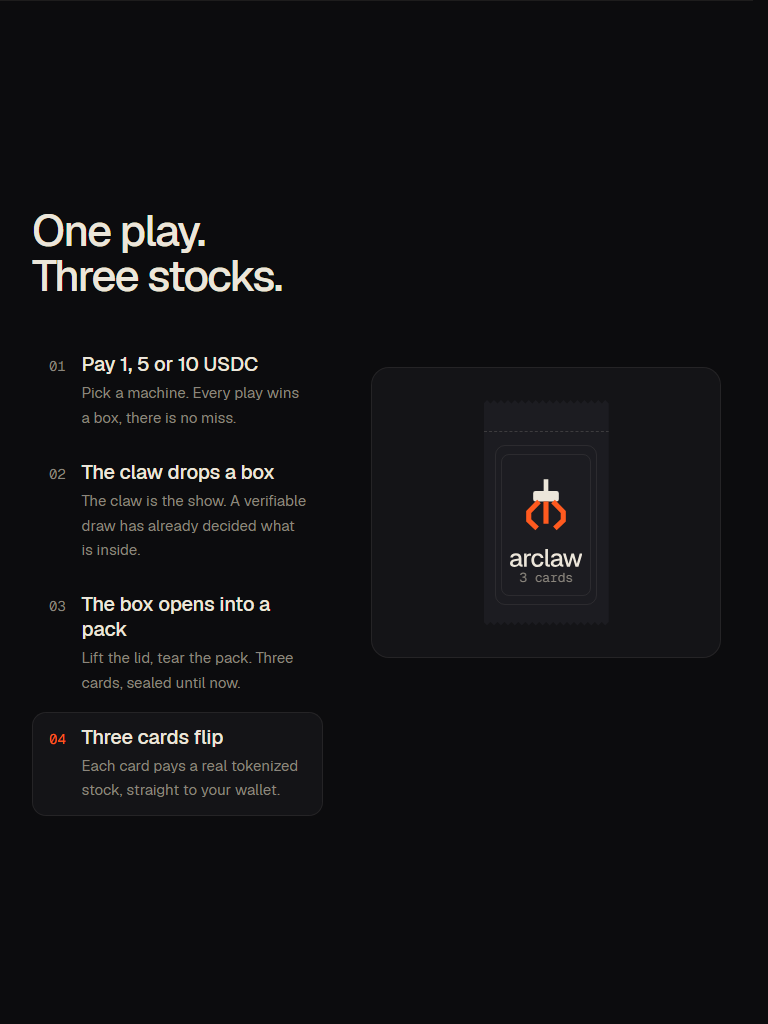 One play.
Three stocks.
01
Pay 1, 5 or 10 USDC
Pick a machine. Every play wins
a box, there is no miss.
02
The claw drops a box
The claw is the show. A verifiable
draw has already decided what
is inside.
03
The box opens into a
pack
Lift the lid, tear the pack. Three
cards, sealed until now.
04
Three cards flip
Each card pays a real tokenized
stock, straight to your wallet.
arclaw
3 cards